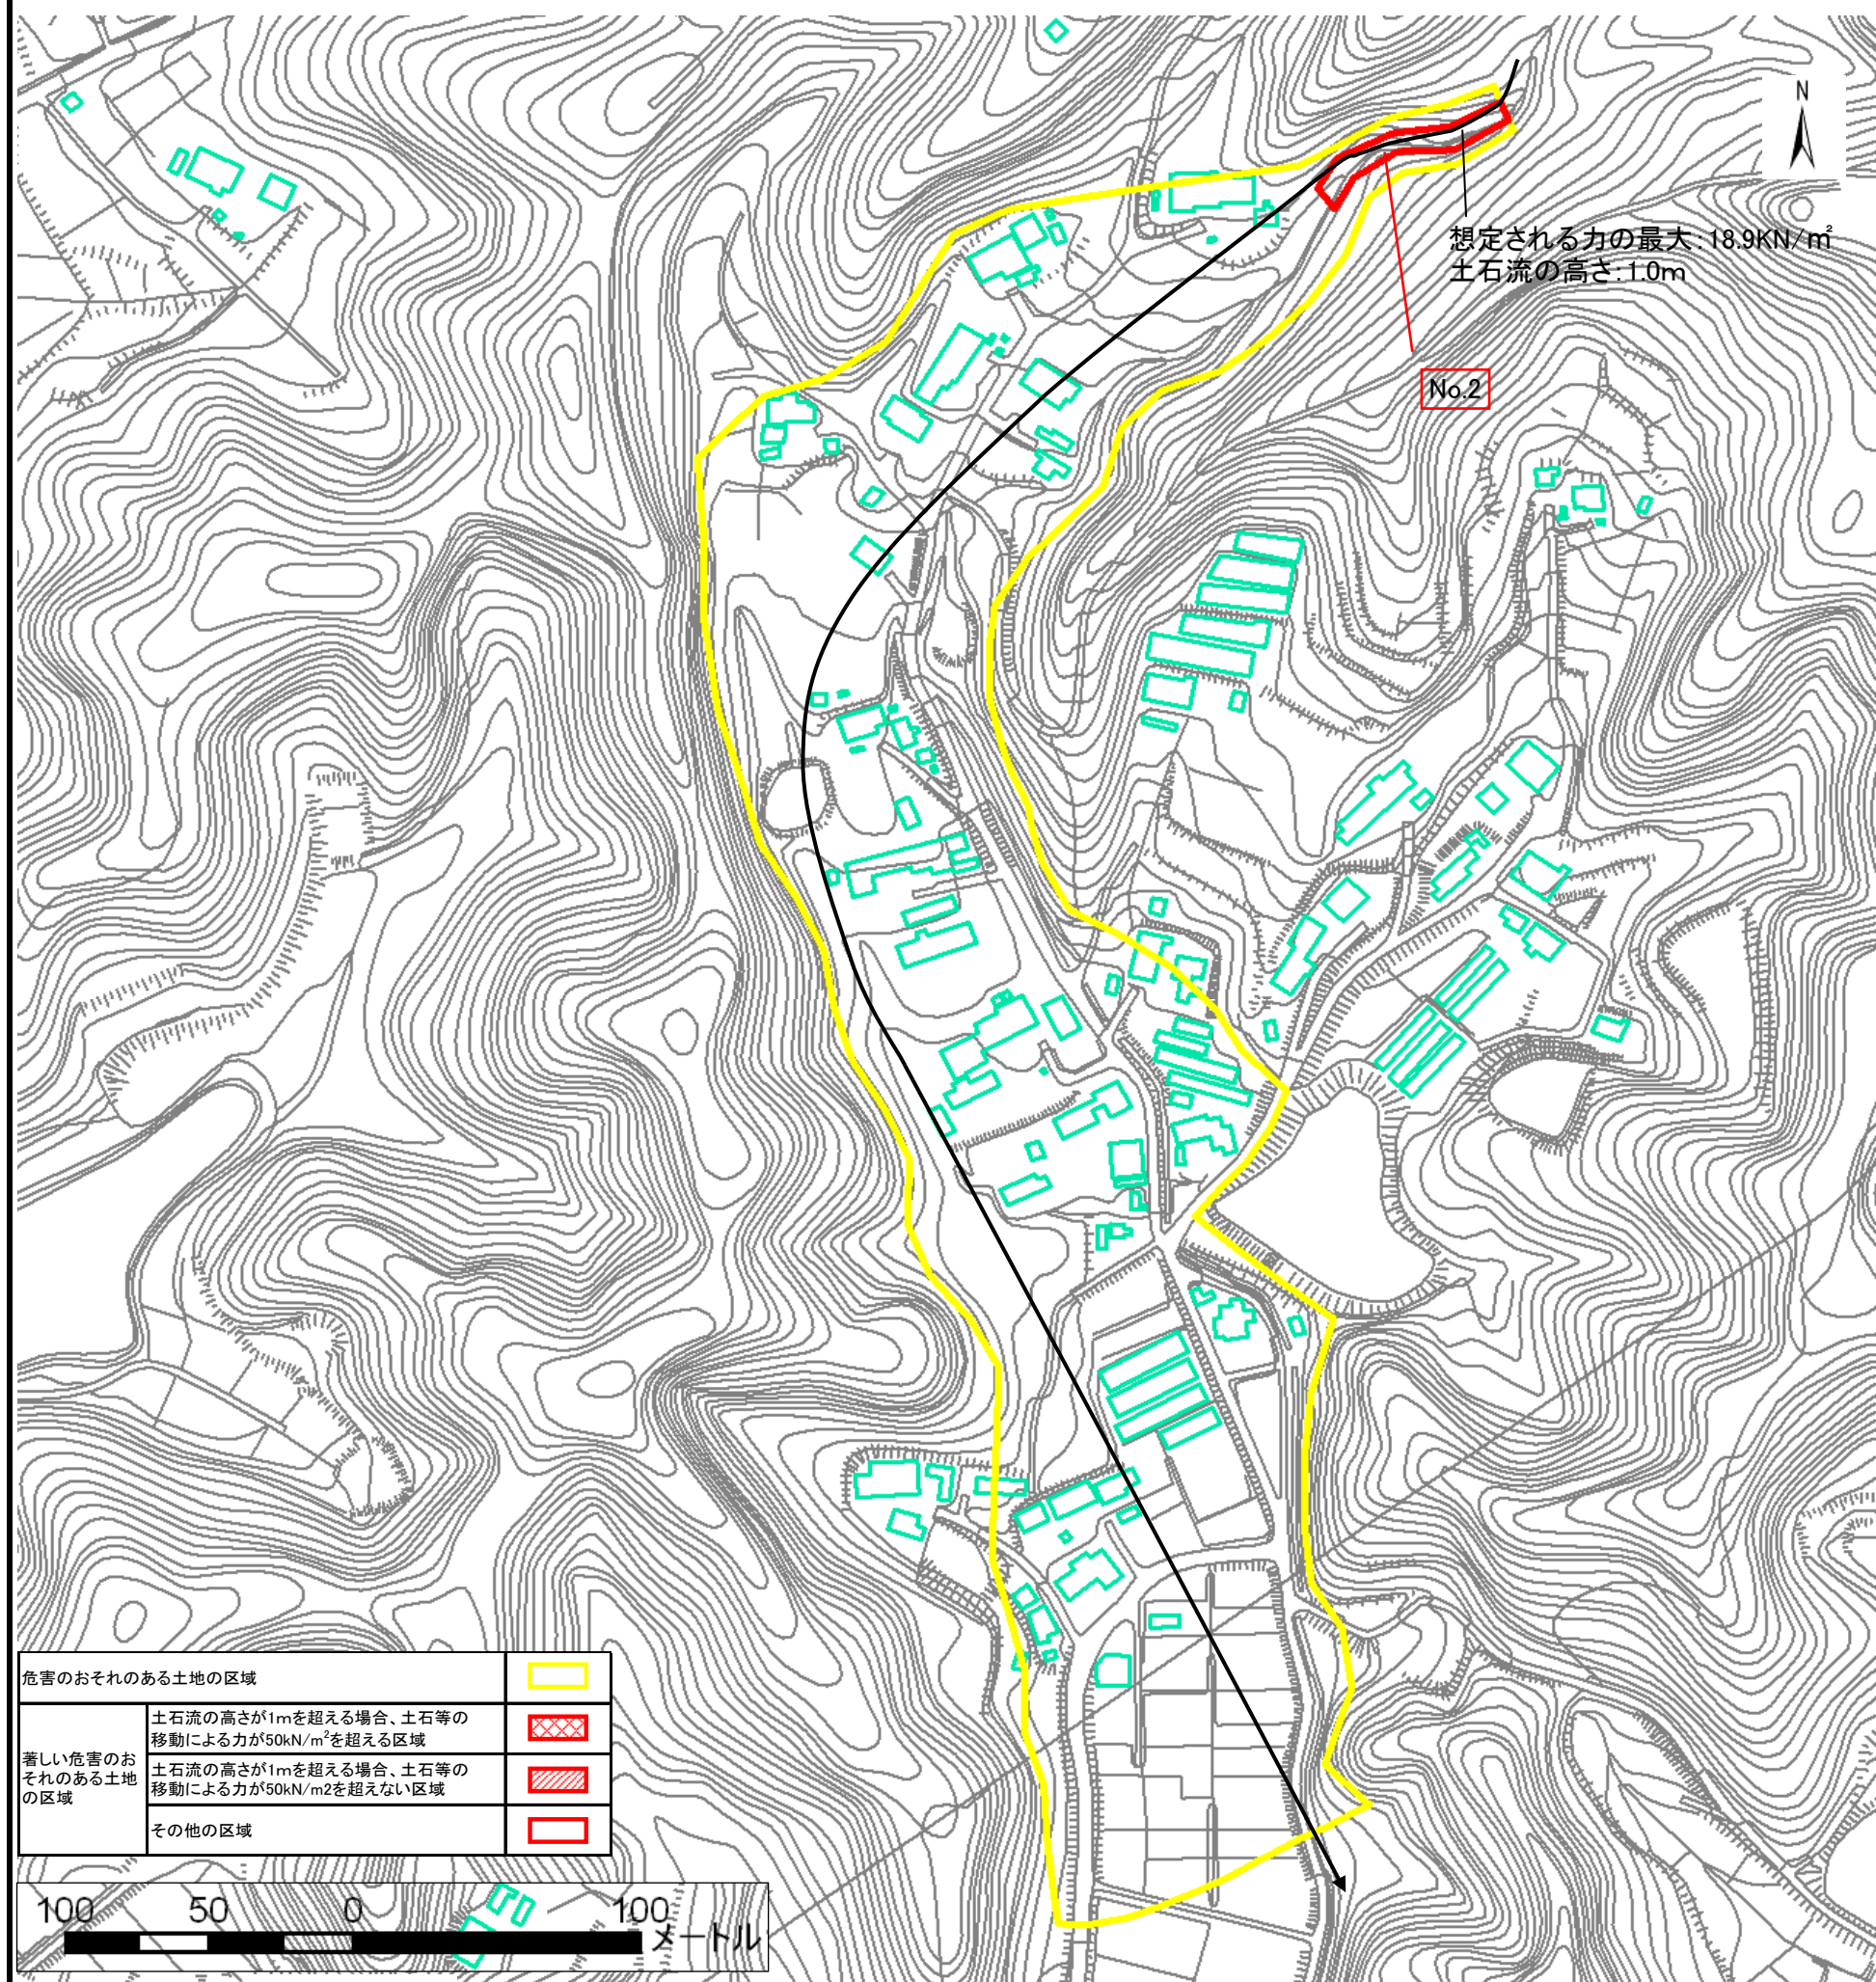 N
想定される力の最大:18.9KN/㎡
土石流の高さ:1.0m
No.2
危害のおそれのある土地の区域
著しい危害のお
それのある土地
の区域
土石流の高さが1mを超える場合、土石等の
移動による力が50kN/m²を超える区域
土石流の高さが1mを超える場合、土石等の
移動による力が50kN/m2を超えない区域
その他の区域
100 50 0 100
メートル